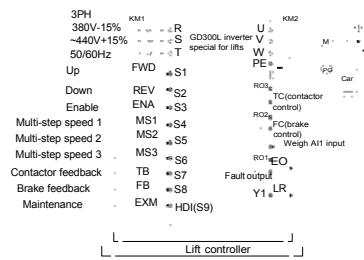 3PH
380V-15%
~440V+15%
50/60Hz
KM1
R
S
T
GD300L inverter
special for lifts
U
V
W
PE
KM2
M
PG
Car
Up FWD S1
Down REV S2
Enable ENA S3
Multi-step speed 1 MS1 S4
Multi-step speed 2 MS2 S5
Multi-step speed 3 MS3 S6
Contactor feedback TB S7
Brake feedback FB S8
Maintenance EXM HDI(S9)
RO3
TC(contactor
control)
RO2
FC(brake
control)
Weigh AI1 input
RO1 EO
Fault output
Y1 LR
Lift controller